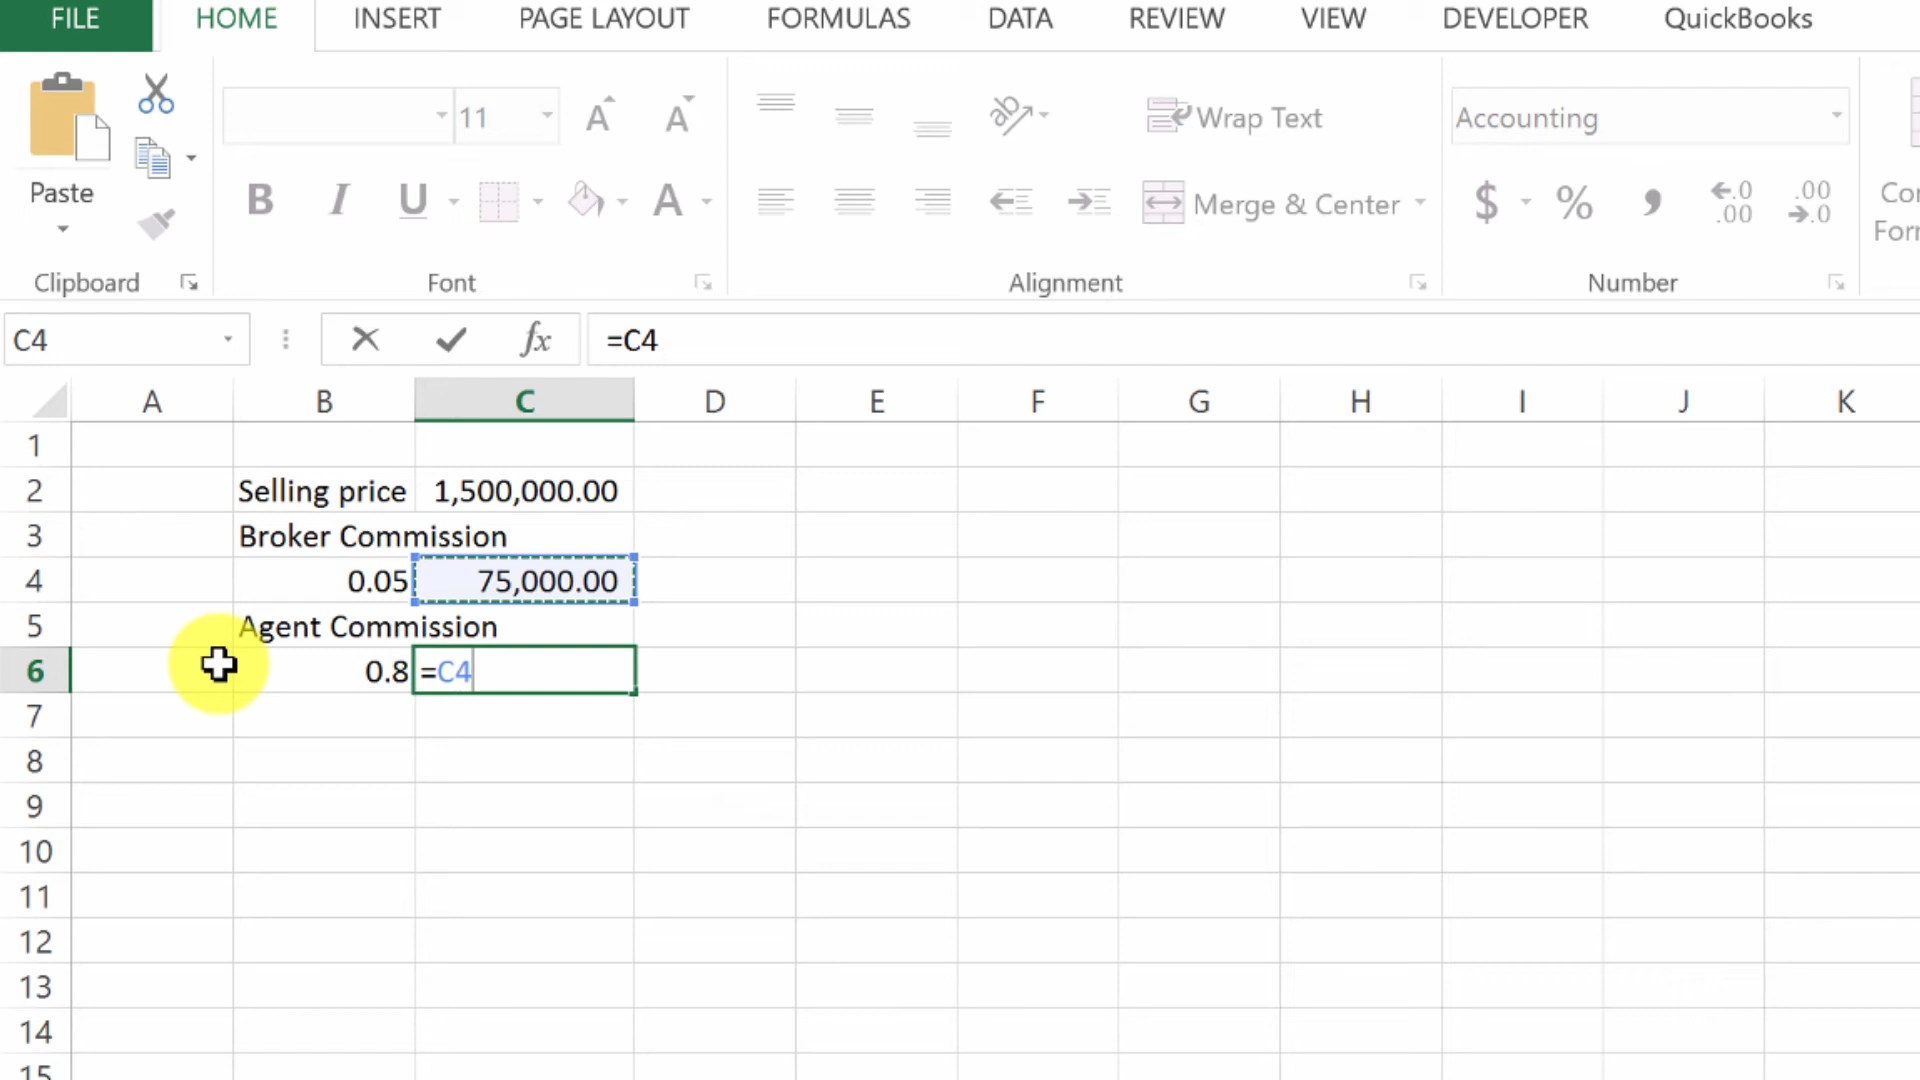 FILE HOME INSERT PAGE LAYOUT FORMULAS DATA REVIEW VIEW DEVELOPER QuickBooks
11 A A ab Wrap Text Accounting
Paste B I U A Merge & Center $ % , .0 .00 .00 .0
Clipboard Font Alignment Number
C4 fx =C4
A B C D E F G H I J K
1
2 Selling price 1,500,000.00
3 Broker Commission
4 0.05 75,000.00
5 Agent Commission
6 0.8 =C4
7
8
9
10
11
12
13
14
15